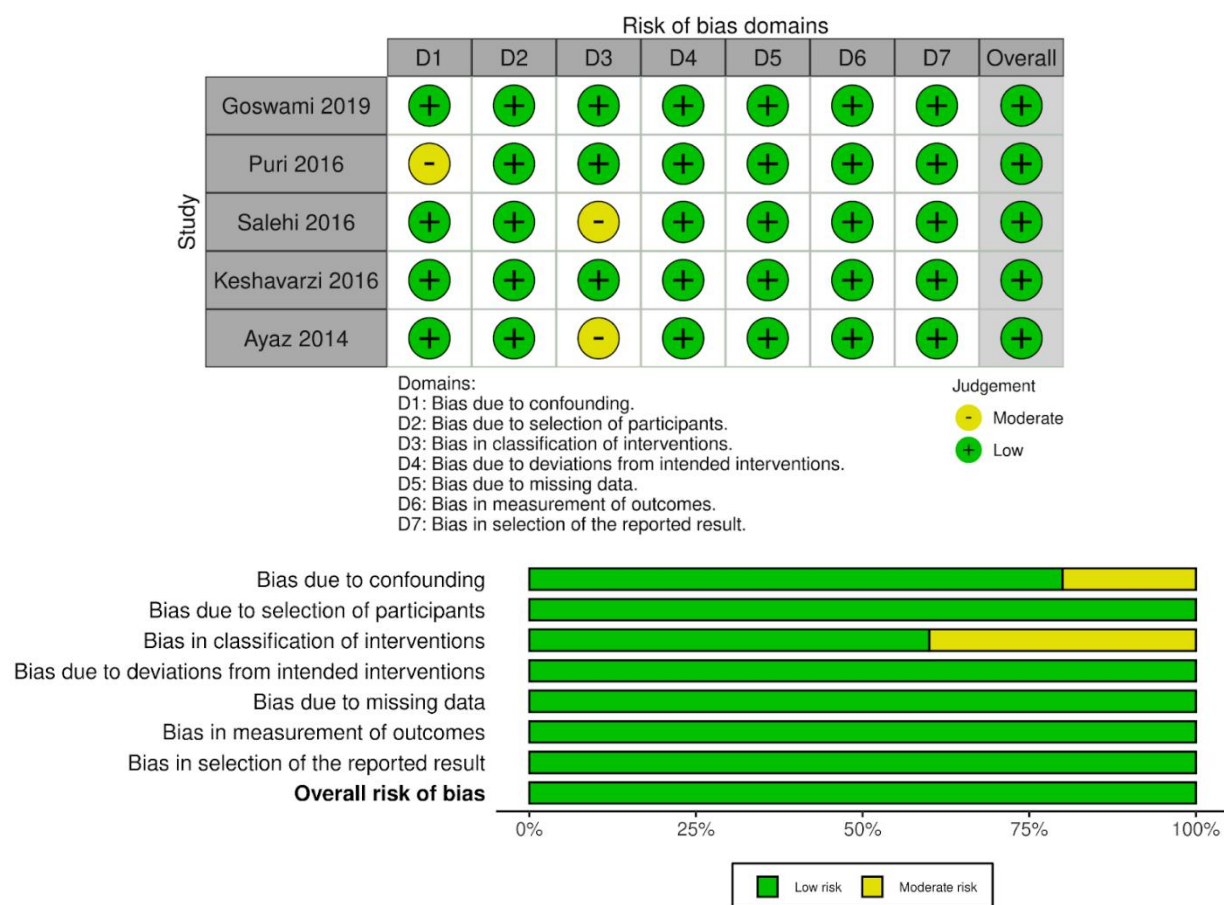 Risk of bias domains
D1 D2 D3 D4 D5 D6 D7 Overall
Study
Goswami 2019 + + + + + + + +
Puri 2016 - + + + + + + +
Salehi 2016 + + - + + + + +
Keshavarzi 2016 + + + + + + + +
Ayaz 2014 + + - + + + + +
Domains:
D1: Bias due to confounding.
D2: Bias due to selection of participants.
D3: Bias in classification of interventions.
D4: Bias due to deviations from intended interventions.
D5: Bias due to missing data.
D6: Bias in measurement of outcomes.
D7: Bias in selection of the reported result.
Judgement
- Moderate
+ Low
Bias due to confounding
Bias due to selection of participants
Bias in classification of interventions
Bias due to deviations from intended interventions
Bias due to missing data
Bias in measurement of outcomes
Bias in selection of the reported result
Overall risk of bias
0% 25% 50% 75% 100%
Low risk Moderate risk